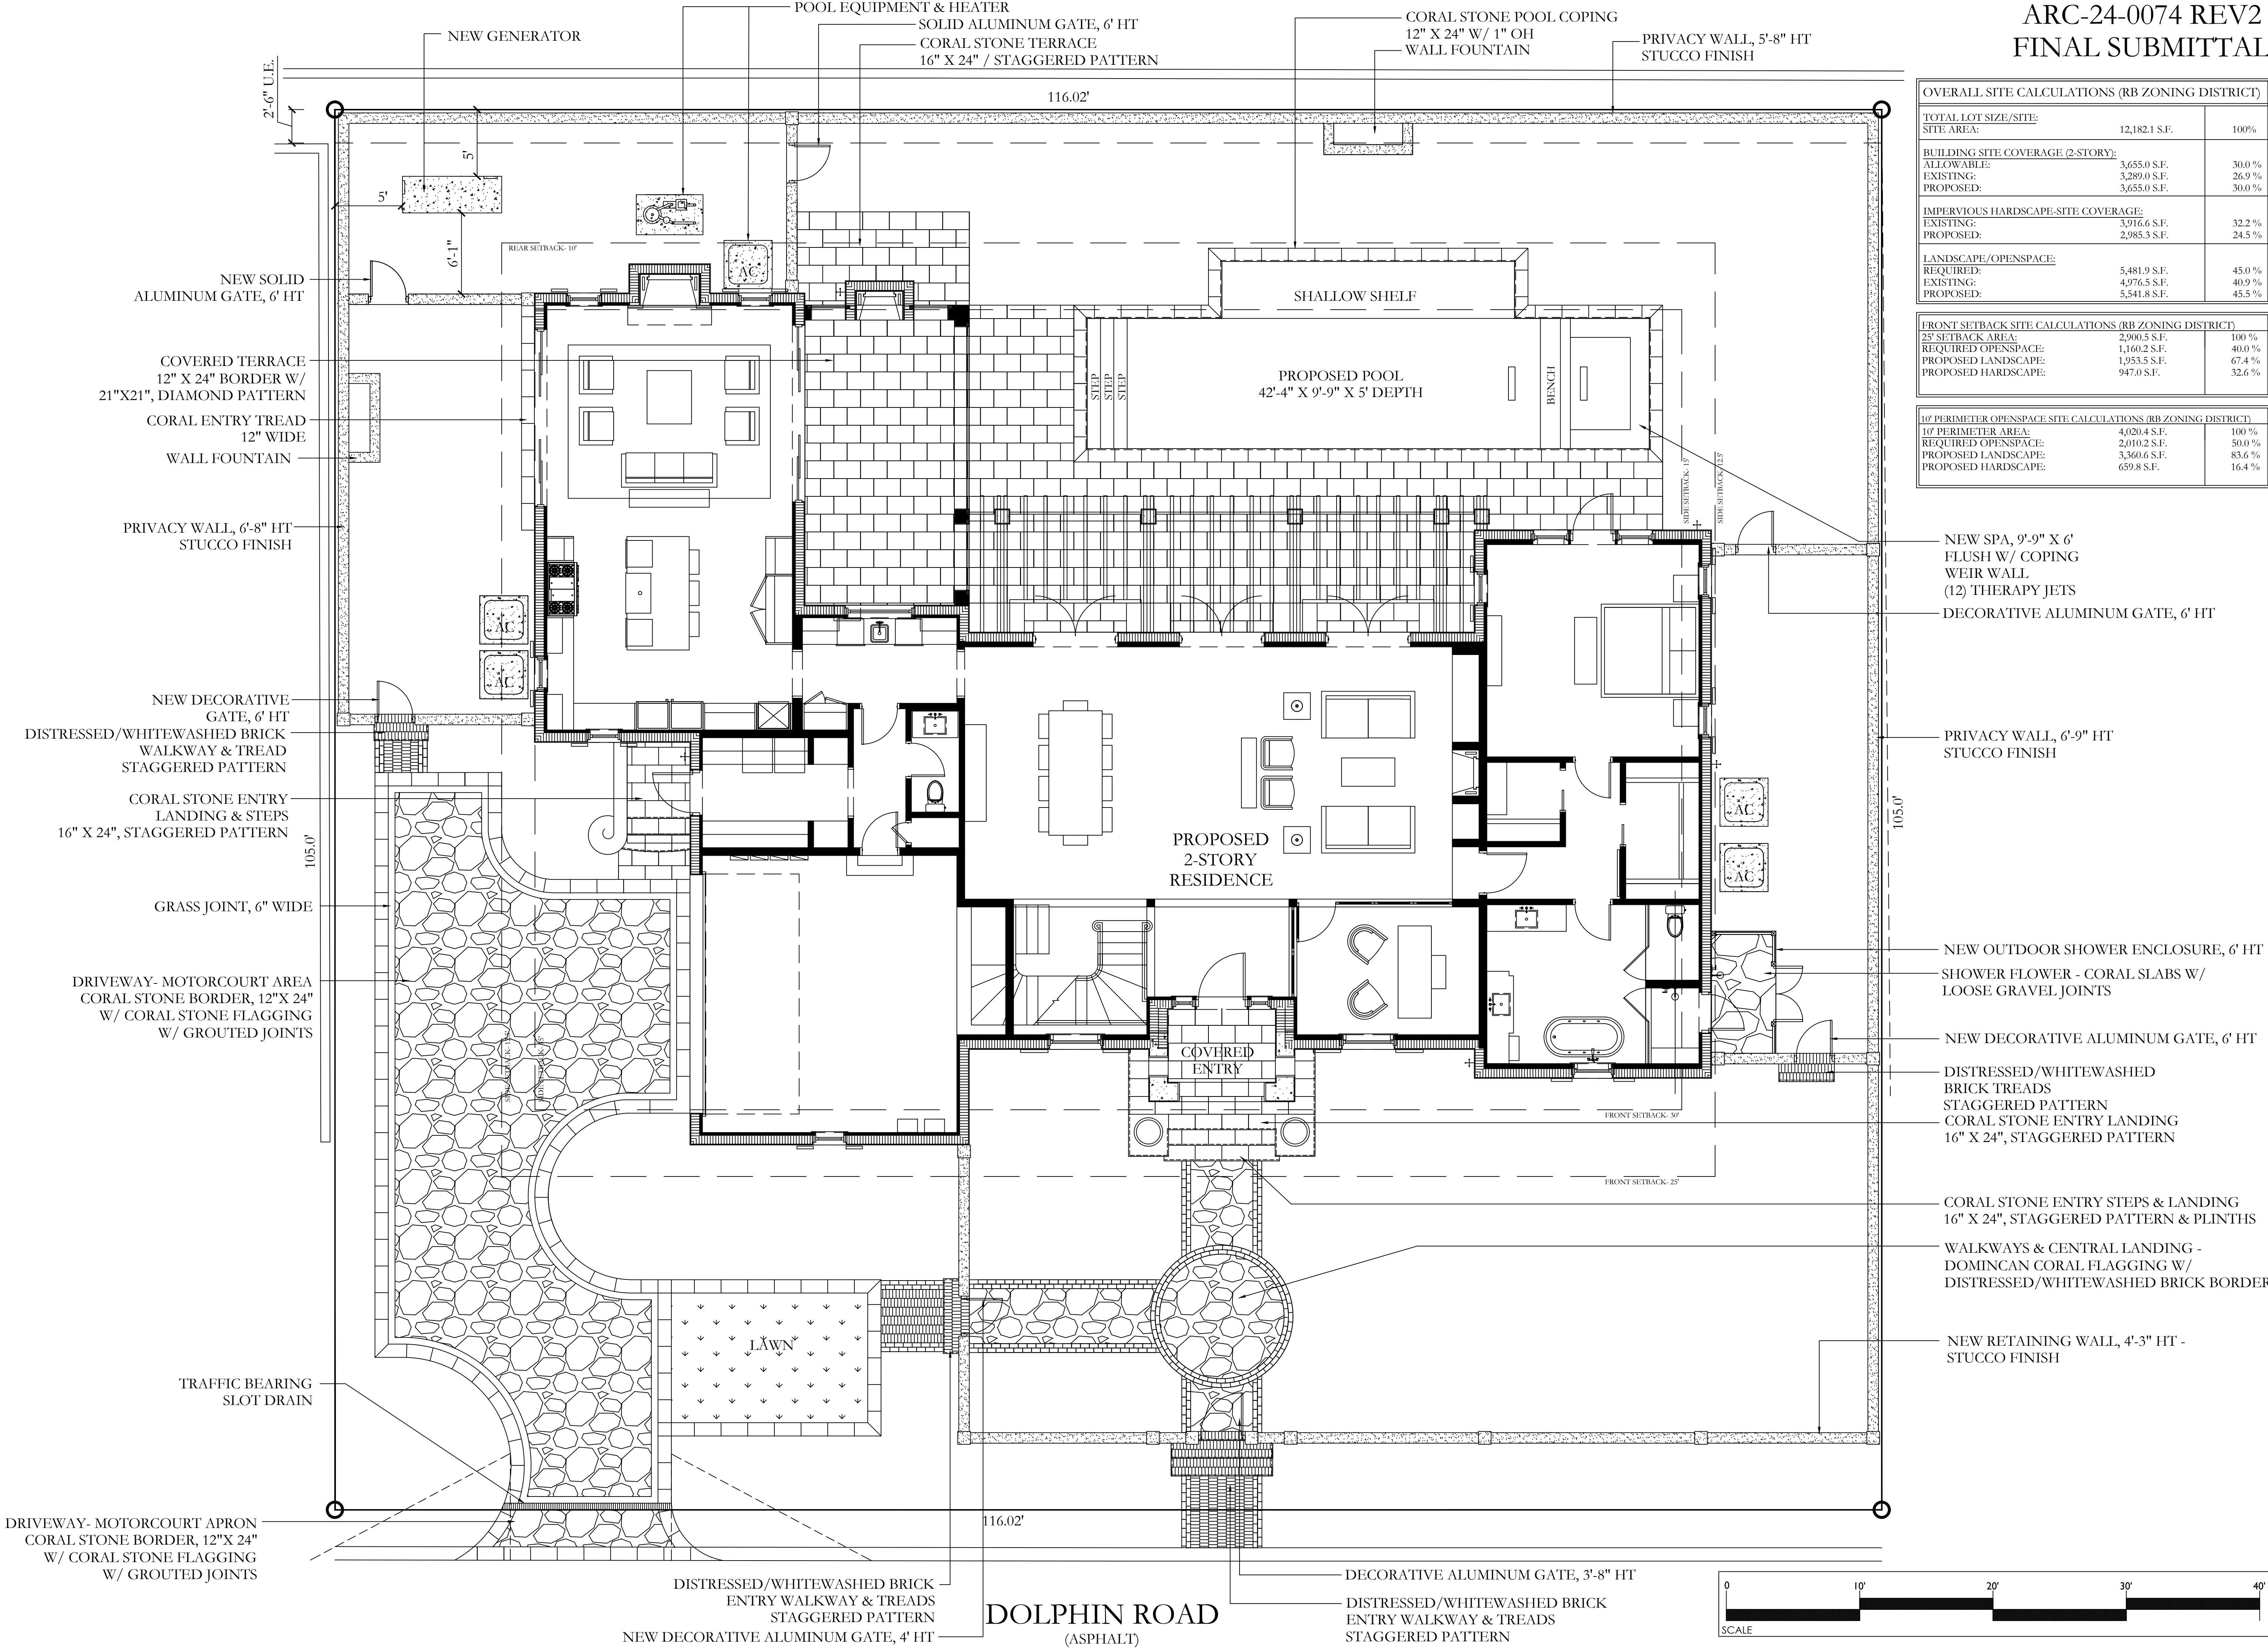 ARC-24-0074 REV2
FINAL SUBMITTAL
POOL EQUIPMENT & HEATER
SOLID ALUMINUM GATE, 6' HT
CORAL STONE TERRACE
16" X 24" / STAGGERED PATTERN
NEW GENERATOR
CORAL STONE POOL COPING
12" X 24" W/ 1" OH
WALL FOUNTAIN
PRIVACY WALL, 5'-8" HT
STUCCO FINISH
2'-6" U.E.
116.02'
5'
5'
6'-1"
REAR SETBACK- 10'
AC
OVERALL SITE CALCULATIONS (RB ZONING DISTRICT)
TOTAL LOT SIZE/SITE:
SITE AREA: 12,182.1 S.F. 100%
BUILDING SITE COVERAGE (2-STORY):
ALLOWABLE: 3,655.0 S.F. 30.0 %
EXISTING: 3,289.0 S.F. 26.9 %
PROPOSED: 3,655.0 S.F. 30.0 %
IMPERVIOUS HARDSCAPE-SITE COVERAGE:
EXISTING: 3,916.6 S.F. 32.2 %
PROPOSED: 2,985.3 S.F. 24.5 %
LANDSCAPE/OPENSPACE:
REQUIRED: 5,481.9 S.F. 45.0 %
EXISTING: 4,976.5 S.F. 40.9 %
PROPOSED: 5,541.8 S.F. 45.5 %
FRONT SETBACK SITE CALCULATIONS (RB ZONING DISTRICT)
25' SETBACK AREA: 2,900.5 S.F. 100 %
REQUIRED OPENSPACE: 1,160.2 S.F. 40.0 %
PROPOSED LANDSCAPE: 1,953.5 S.F. 67.4 %
PROPOSED HARDSCAPE: 947.0 S.F. 32.6 %
10' PERIMETER OPENSPACE SITE CALCULATIONS (RB ZONING DISTRICT)
10' PERIMETER AREA: 4,020.4 S.F. 100 %
REQUIRED OPENSPACE: 2,010.2 S.F. 50.0 %
PROPOSED LANDSCAPE: 3,360.6 S.F. 83.6 %
PROPOSED HARDSCAPE: 659.8 S.F. 16.4 %
NEW SOLID
ALUMINUM GATE, 6' HT
COVERED TERRACE
12" X 24" BORDER W/
21"X21", DIAMOND PATTERN
CORAL ENTRY TREAD
12" WIDE
WALL FOUNTAIN
PRIVACY WALL, 6'-8" HT
STUCCO FINISH
NEW DECORATIVE
GATE, 6' HT
DISTRESSED/WHITEWASHED BRICK
WALKWAY & TREAD
STAGGERED PATTERN
CORAL STONE ENTRY
LANDING & STEPS
16" X 24", STAGGERED PATTERN
105.0'
GRASS JOINT, 6" WIDE
DRIVEWAY- MOTORCOURT AREA
CORAL STONE BORDER, 12"X 24"
W/ CORAL STONE FLAGGING
W/ GROUTED JOINTS
TRAFFIC BEARING
SLOT DRAIN
DRIVEWAY- MOTORCOURT APRON
CORAL STONE BORDER, 12"X 24"
W/ CORAL STONE FLAGGING
W/ GROUTED JOINTS
SHALLOW SHELF
STEP
STEP
STEP
PROPOSED POOL
42'-4" X 9'-9" X 5' DEPTH
BENCH
SIDE SETBACK- 15'
SIDE SETBACK- 12.5'
AC
AC
PROPOSED
2-STORY
RESIDENCE
AC
AC
COVERED
ENTRY
FRONT SETBACK- 30'
FRONT SETBACK- 25'
LAWN
NEW SPA, 9'-9" X 6'
FLUSH W/ COPING
WEIR WALL
(12) THERAPY JETS
DECORATIVE ALUMINUM GATE, 6' HT
PRIVACY WALL, 6'-9" HT
STUCCO FINISH
105.0'
NEW OUTDOOR SHOWER ENCLOSURE, 6' HT
SHOWER FLOWER - CORAL SLABS W/
LOOSE GRAVEL JOINTS
NEW DECORATIVE ALUMINUM GATE, 6' HT
DISTRESSED/WHITEWASHED
BRICK TREADS
STAGGERED PATTERN
CORAL STONE ENTRY LANDING
16" X 24", STAGGERED PATTERN
CORAL STONE ENTRY STEPS & LANDING
16" X 24", STAGGERED PATTERN & PLINTHS
WALKWAYS & CENTRAL LANDING -
DOMINCAN CORAL FLAGGING W/
DISTRESSED/WHITEWASHED BRICK BORDER
NEW RETAINING WALL, 4'-3" HT -
STUCCO FINISH
116.02'
DISTRESSED/WHITEWASHED BRICK
ENTRY WALKWAY & TREADS
STAGGERED PATTERN
NEW DECORATIVE ALUMINUM GATE, 4' HT
DOLPHIN ROAD
(ASPHALT)
DECORATIVE ALUMINUM GATE, 3'-8" HT
DISTRESSED/WHITEWASHED BRICK
ENTRY WALKWAY & TREADS
STAGGERED PATTERN
0 10' 20' 30' 40'
SCALE